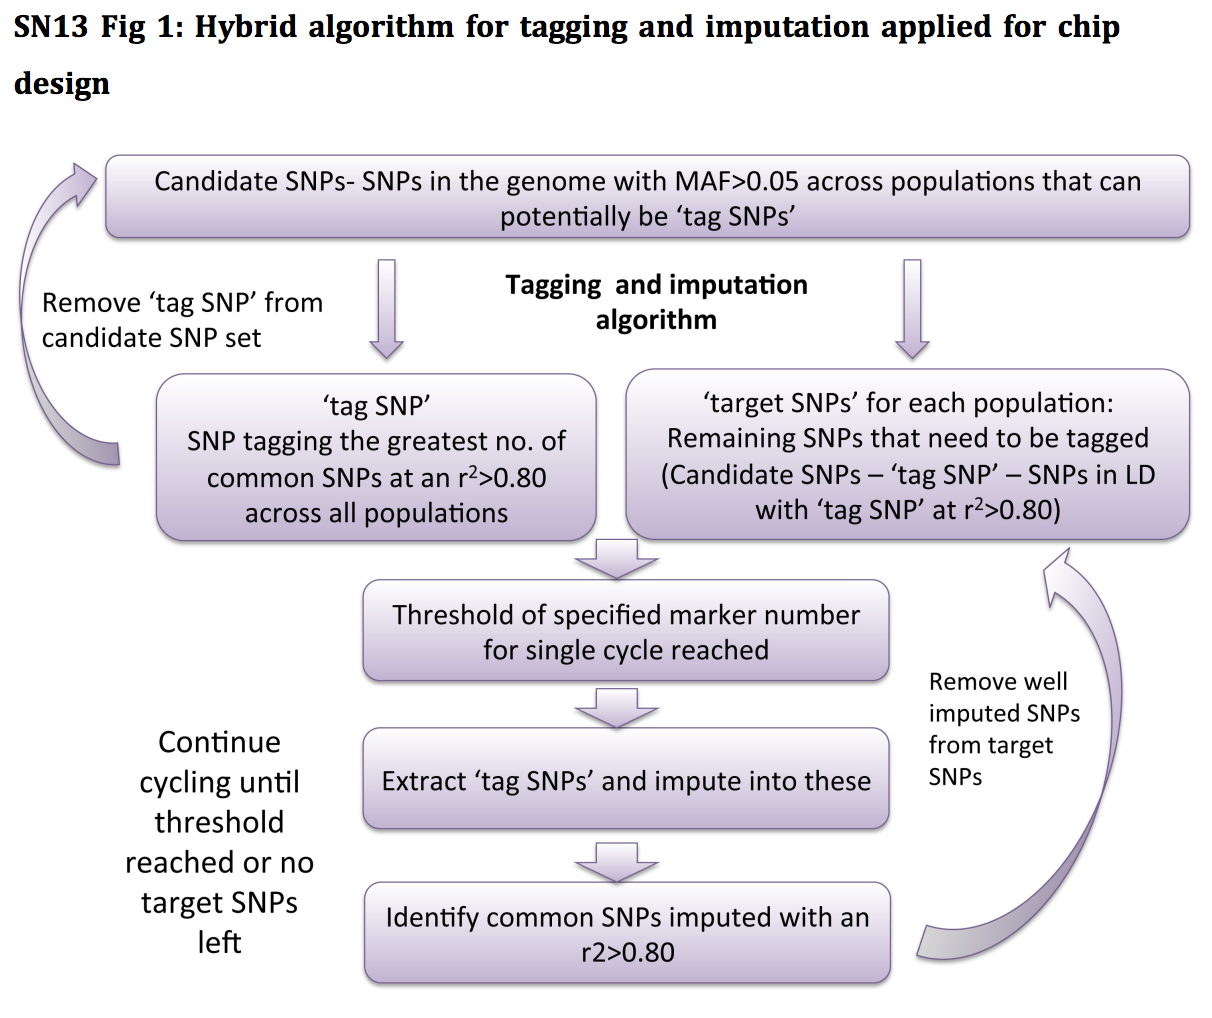 SN13 Fig 1: Hybrid algorithm for tagging and imputation applied for chip
design
Candidate SNPs- SNPs in the genome with MAF>0.05 across populations that can
potentially be ‘tag SNPs’
Remove ‘tag SNP’ from
candidate SNP set
Tagging and imputation
algorithm
‘tag SNP’
SNP tagging the greatest no. of
common SNPs at an r²>0.80
across all populations
‘target SNPs’ for each population:
Remaining SNPs that need to be tagged
(Candidate SNPs – ‘tag SNP’ – SNPs in LD
with ‘tag SNP’ at r²>0.80)
Threshold of specified marker number
for single cycle reached
Extract ‘tag SNPs’ and impute into these
Identify common SNPs imputed with an
r2>0.80
Remove well
imputed SNPs
from target
SNPs
Continue
cycling until
threshold
reached or no
target SNPs
left